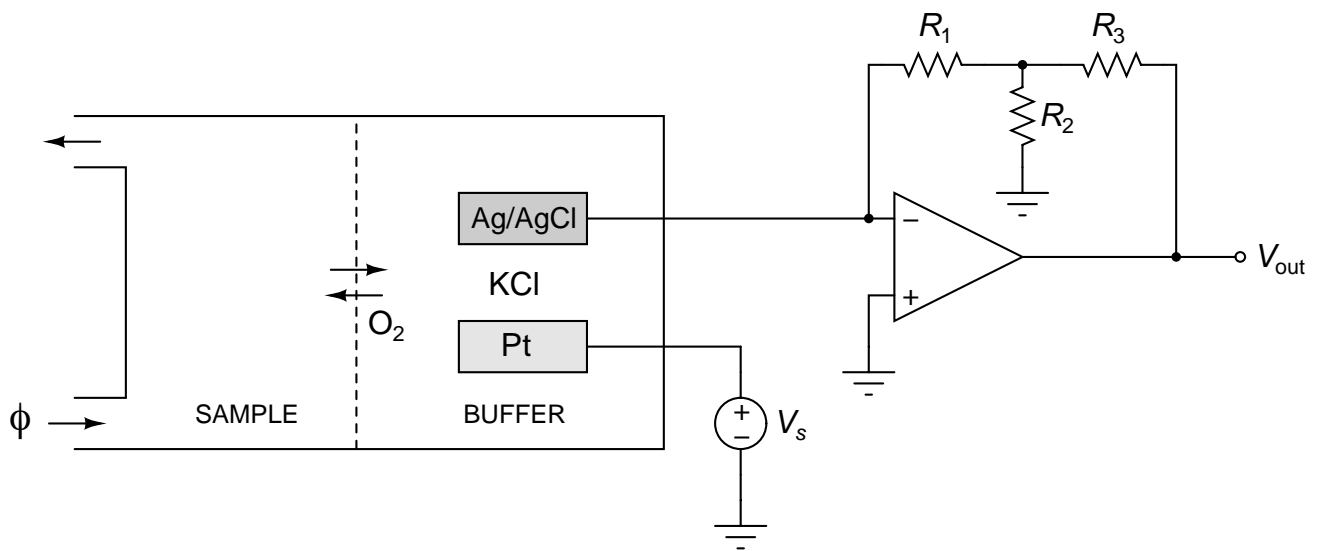 R1
R3
R2
Ag/AgCl
−
Vout
KCl
+
O2
Pt
ϕ
SAMPLE
BUFFER
+
−
Vs